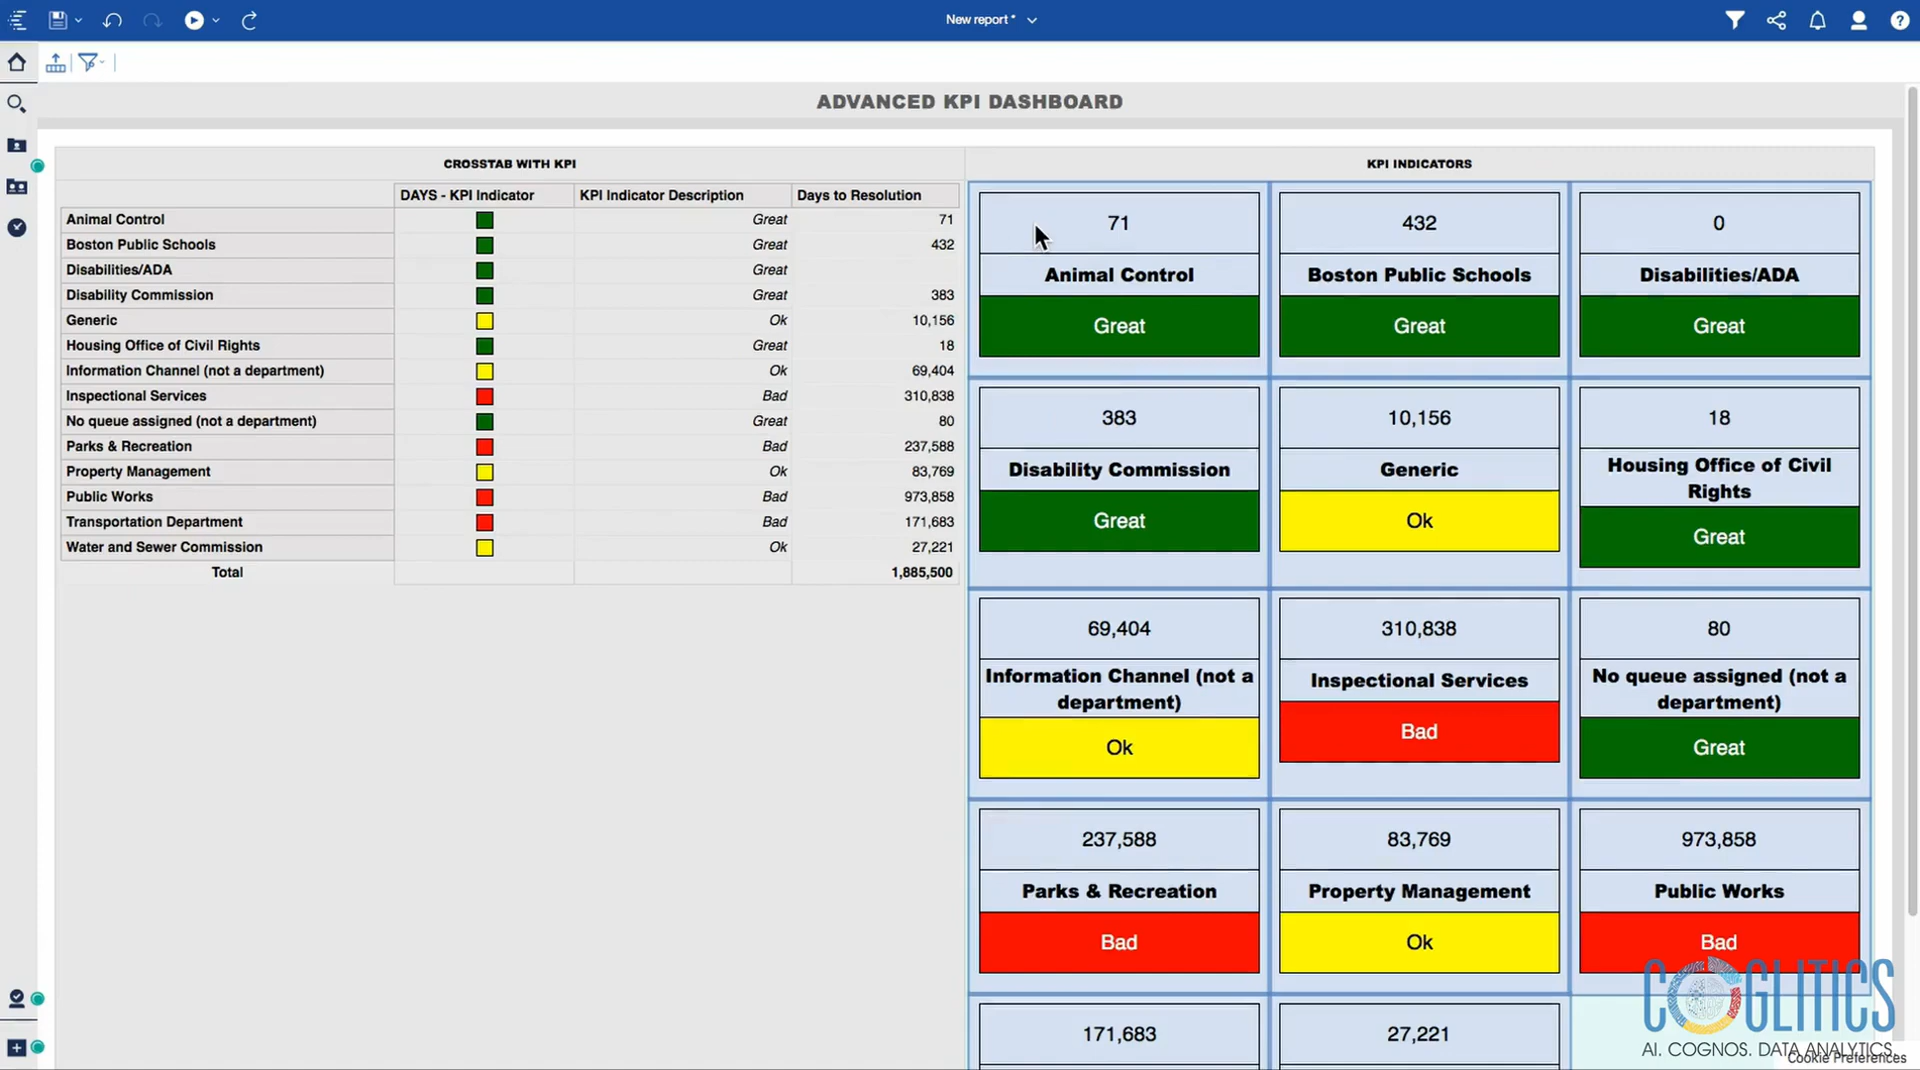 New report *
ADVANCED KPI DASHBOARD
CROSSTAB WITH KPI
DAYS - KPI Indicator KPI Indicator Description Days to Resolution
Animal Control Great 71
Boston Public Schools Great 432
Disabilities/ADA Great
Disability Commission Great 383
Generic Ok 10,156
Housing Office of Civil Rights Great 18
Information Channel (not a department) Ok 69,404
Inspectional Services Bad 310,838
No queue assigned (not a department) Great 80
Parks & Recreation Bad 237,588
Property Management Ok 83,769
Public Works Bad 973,858
Transportation Department Bad 171,683
Water and Sewer Commission Ok 27,221
Total 1,885,500
KPI INDICATORS
71 432 0
Animal Control Boston Public Schools Disabilities/ADA
Great Great Great
383 10,156 18
Disability Commission Generic Housing Office of Civil
Rights
Great Ok Great
69,404 310,838 80
Information Channel (not a Inspectional Services No queue assigned (not a
department) department)
Ok Bad Great
237,588 83,769 973,858
Parks & Recreation Property Management Public Works
Bad Ok Bad
171,683 27,221
COGLITICS
AI. COGNOS. DATA ANALYTICS.
Cookie Preferences